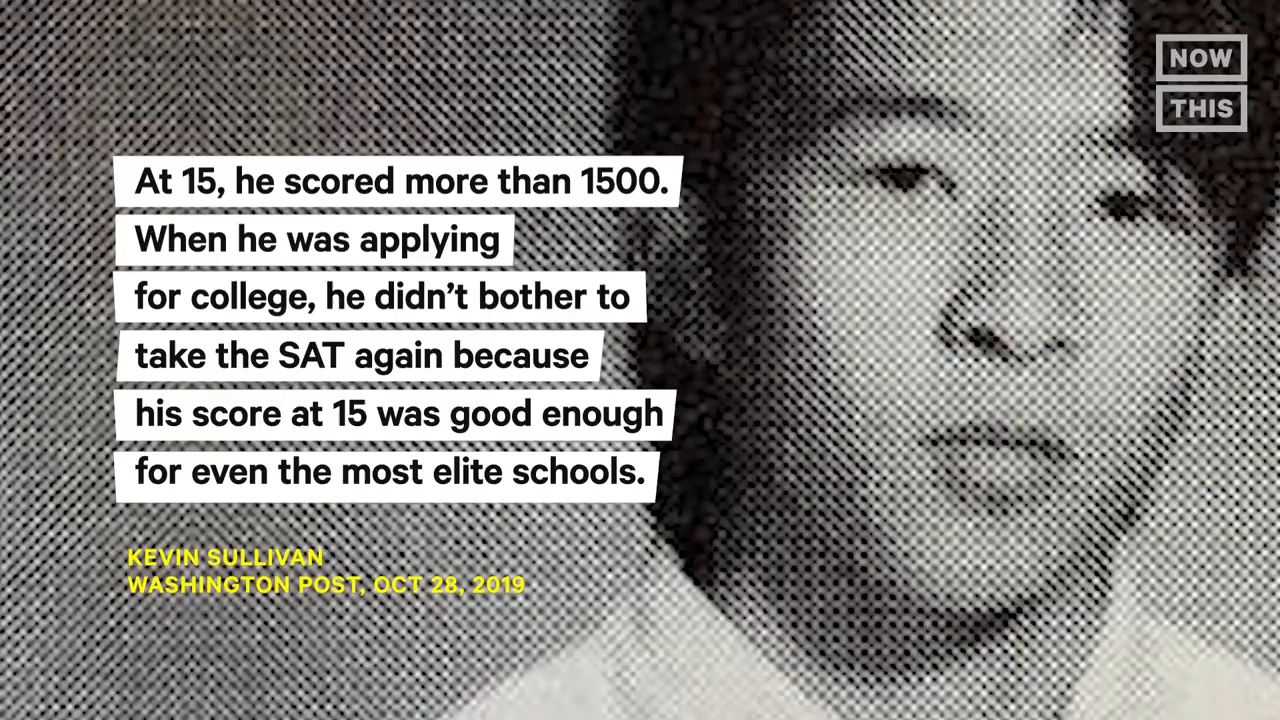 NOW
THIS
At 15, he scored more than 1500.
When he was applying
for college, he didn’t bother to
take the SAT again because
his score at 15 was good enough
for even the most elite schools.
KEVIN SULLIVAN
WASHINGTON POST, OCT 28, 2019